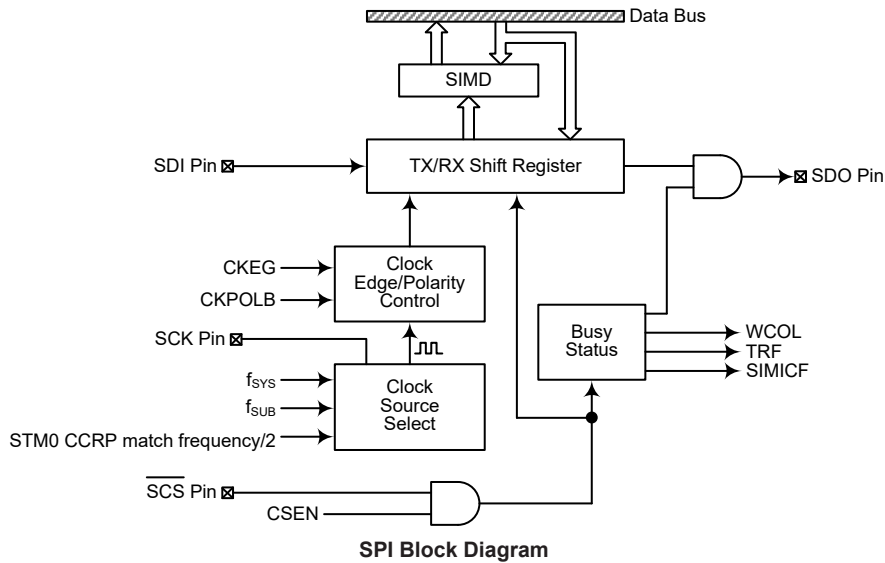 Data Bus
SIMD
SDI Pin
TX/RX Shift Register
SDO Pin
CKEG
CKPOLB
Clock
Edge/Polarity
Control
SCK Pin
Busy
Status
WCOL
TRF
SIMICF
fSYS
fSUB
STM0 CCRP match frequency/2
Clock
Source
Select
SCS Pin
CSEN
SPI Block Diagram